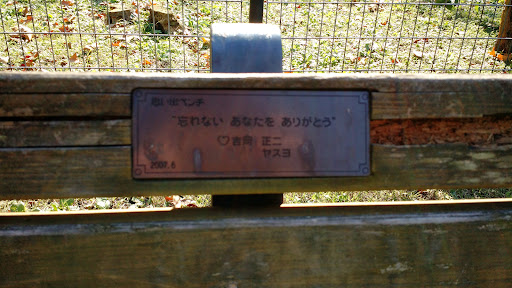 思い出ベンチ
"忘れない あなたを ありがとう"
♡吉岡 正二
ヤスヨ
2007.6